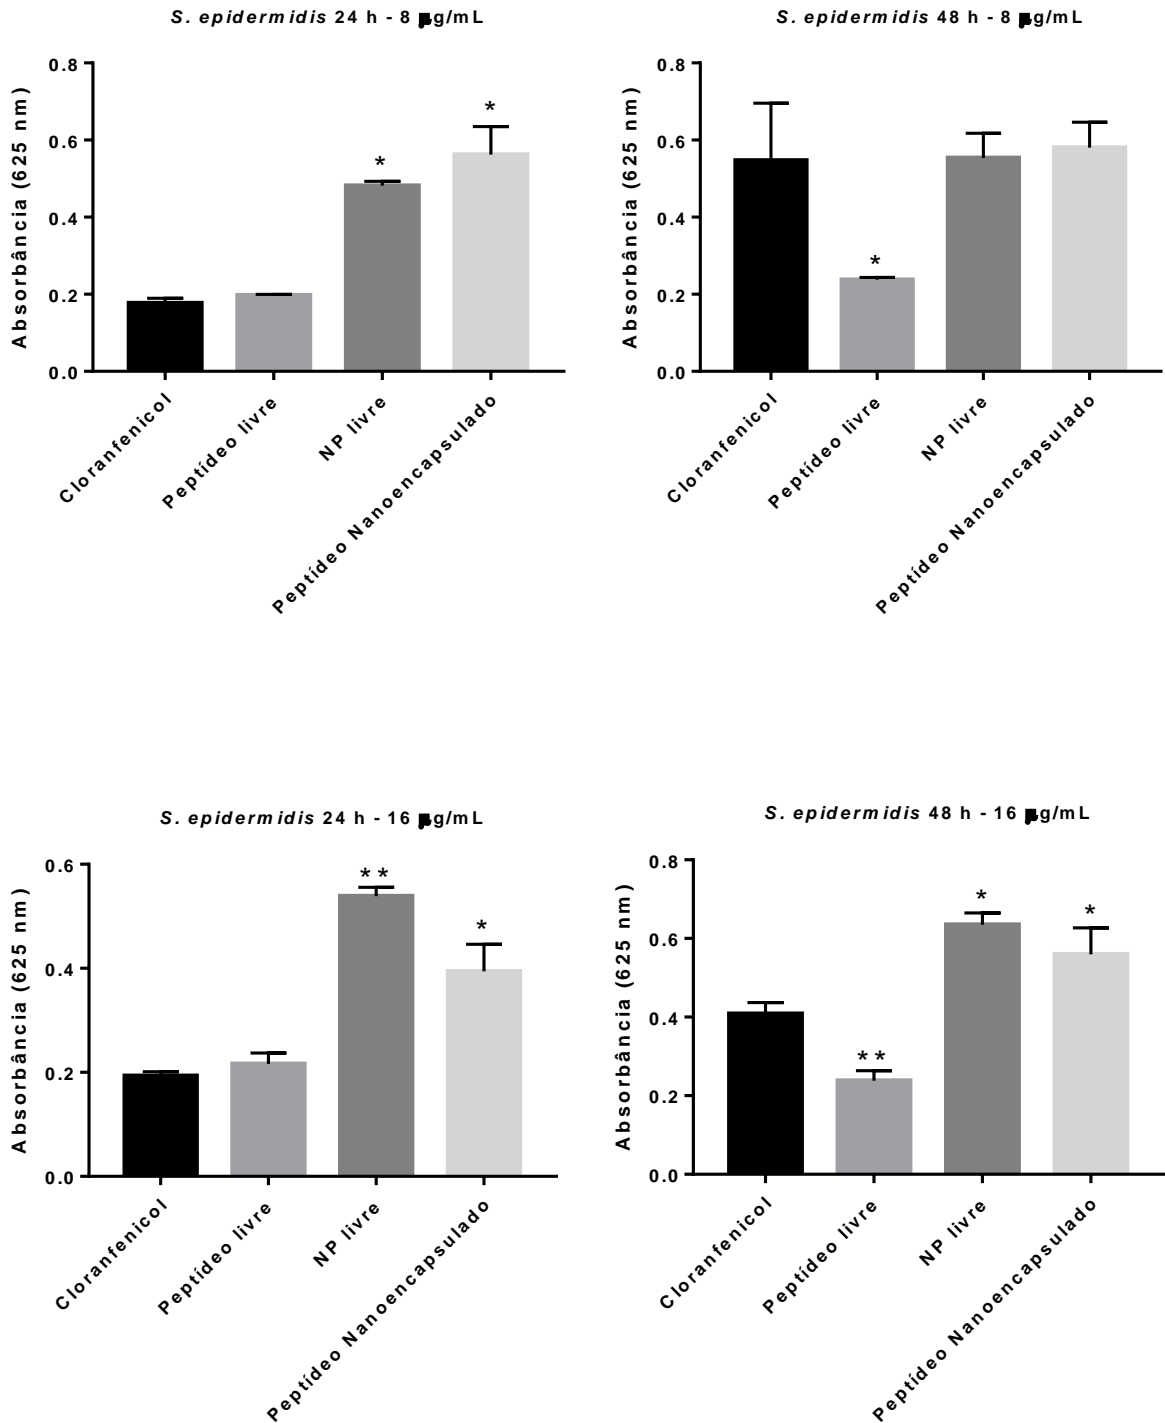 S. epidermidis 24 h - 8 µg/mL
Absorbância (625 nm)
0.8
0.6
0.4
0.2
0.0
*
*
Cloranfenicol
Peptídeo livre
NP livre
Peptídeo Nanoencapsulado
S. epidermidis 48 h - 8 µg/mL
Absorbância (625 nm)
0.8
0.6
0.4
0.2
0.0
*
Cloranfenicol
Peptídeo livre
NP livre
Peptídeo Nanoencapsulado
S. epidermidis 24 h - 16 µg/mL
Absorbância (625 nm)
0.6
0.4
0.2
0.0
**
*
Cloranfenicol
Peptídeo livre
NP livre
Peptídeo Nanoencapsulado
S. epidermidis 48 h - 16 µg/mL
Absorbância (625 nm)
0.8
0.6
0.4
0.2
0.0
**
*
*
Cloranfenicol
Peptídeo livre
NP livre
Peptídeo Nanoencapsulado